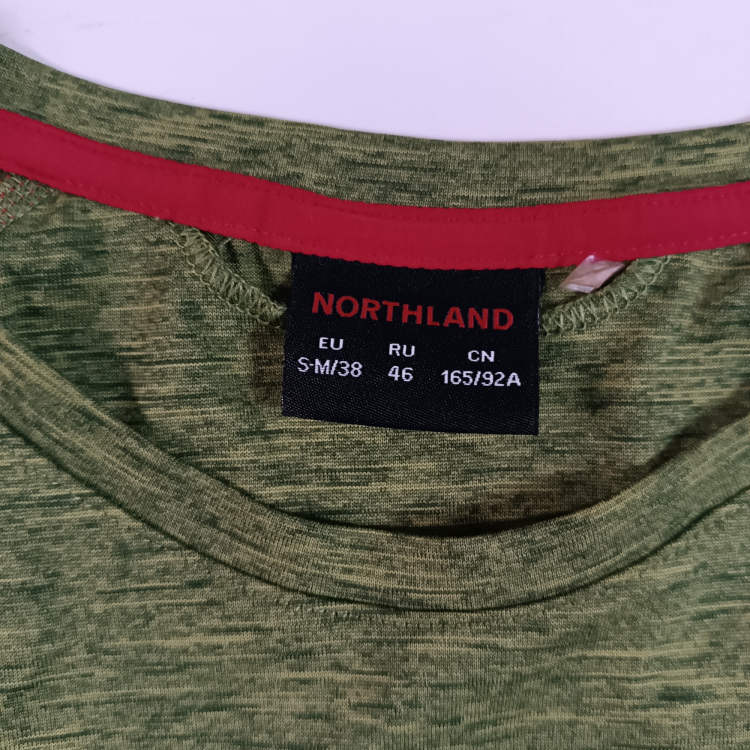 NORTHLAND
EU RU CN
S-M/38 46 165/92A